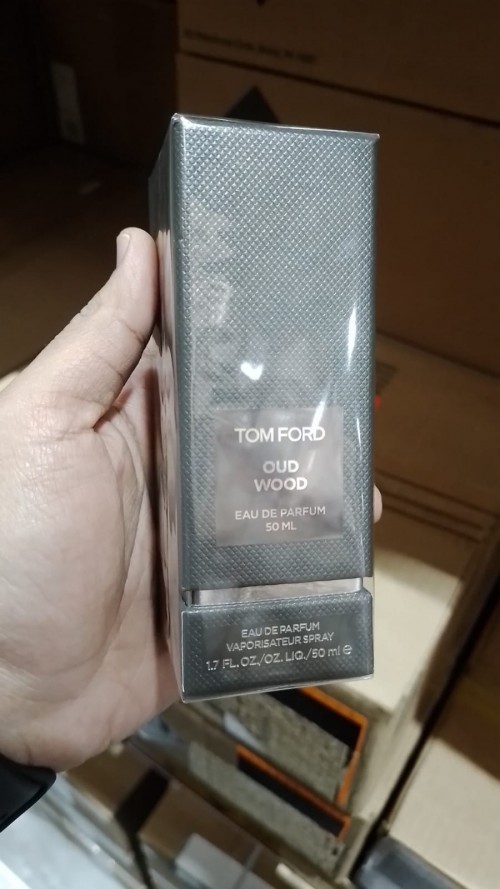 TOM FORD
OUD
WOOD
EAU DE PARFUM
50 ML
EAU DE PARFUM
VAPORISATEUR SPRAY
1.7 FL.OZ./OZ. LIQ./50 ml ℮